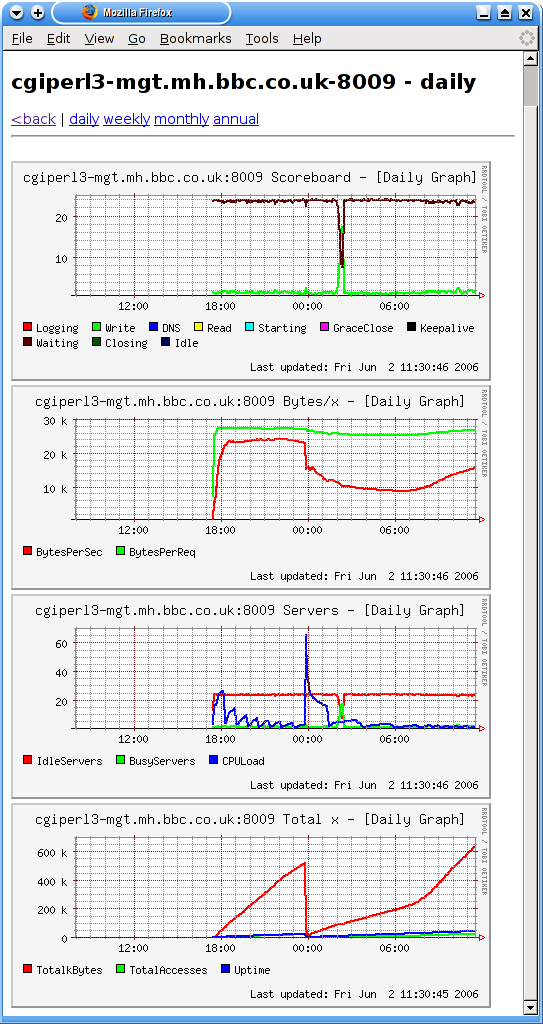 Mozilla Firefox
File Edit View Go Bookmarks Tools Help
cgiperl3-mgt.mh.bbc.co.uk-8009 - daily
<back | daily weekly monthly annual
cgiperl3-mgt.mh.bbc.co.uk:8009 Scoreboard - [Daily Graph]
RRDTOOL / TOBI OETIKER
20
10
12:00 18:00 00:00 06:00
Logging Write DNS Read Starting GraceClose Keepalive
Waiting Closing Idle
Last updated: Fri Jun 2 11:30:46 2006
cgiperl3-mgt.mh.bbc.co.uk:8009 Bytes/x - [Daily Graph]
RRDTOOL / TOBI OETIKER
30 k
20 k
10 k
12:00 18:00 00:00 06:00
BytesPerSec BytesPerReq
Last updated: Fri Jun 2 11:30:46 2006
cgiperl3-mgt.mh.bbc.co.uk:8009 Servers - [Daily Graph]
RRDTOOL / TOBI OETIKER
60
40
20
12:00 18:00 00:00 06:00
IdleServers BusyServers CPULoad
Last updated: Fri Jun 2 11:30:46 2006
cgiperl3-mgt.mh.bbc.co.uk:8009 Total x - [Daily Graph]
RRDTOOL / TOBI OETIKER
600 k
400 k
200 k
0
12:00 18:00 00:00 06:00
TotalkBytes TotalAccesses Uptime
Last updated: Fri Jun 2 11:30:45 2006